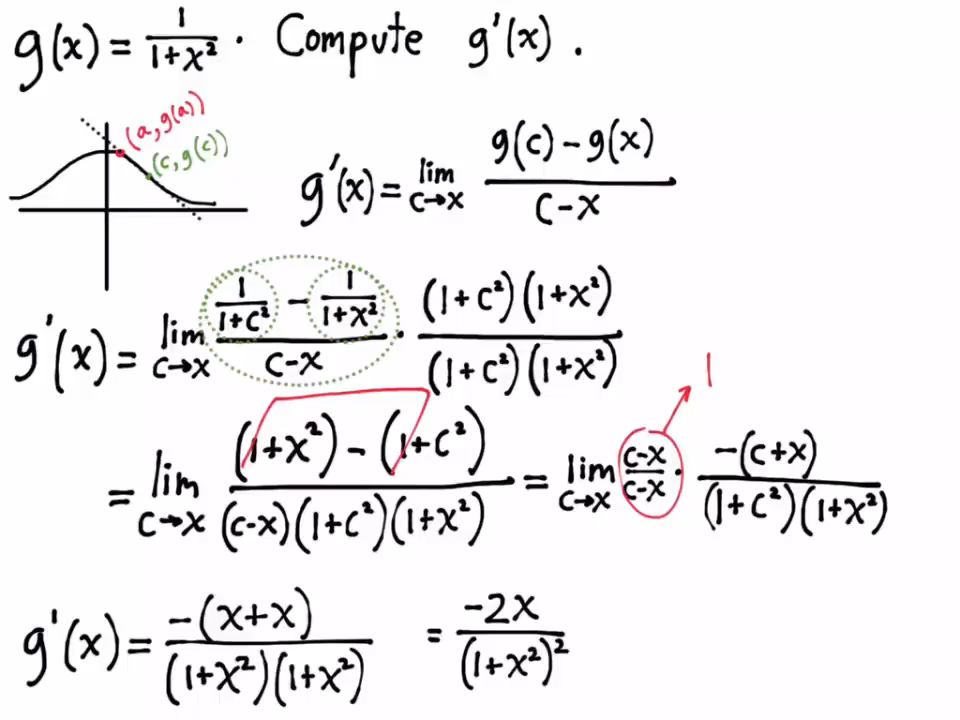 g(x) = 1/(1+x²). Compute g'(x).
(a, g(a))
(c, g(c))
g'(x) = lim c→x (g(c) - g(x))/(c-x)
g'(x) = lim c→x (1/(1+c²) - 1/(1+x²))/(c-x) · ((1+c²)(1+x²))/((1+c²)(1+x²))
1
= lim c→x ((1+x²) - (1+c²))/((c-x)(1+c²)(1+x²)) = lim c→x (c-x)/(c-x) · (-(c+x))/((1+c²)(1+x²))
g'(x) = (-(x+x))/((1+x²)(1+x²)) = (-2x)/((1+x²)²)